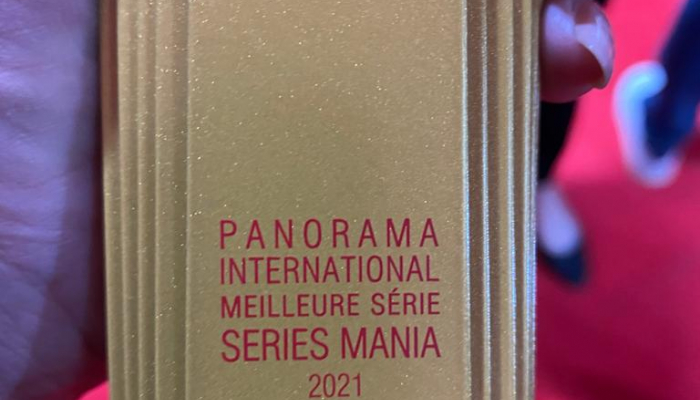 PANORAMA
INTERNATIONAL
MEILLEURE SÉRIE
SERIES MANIA
2021